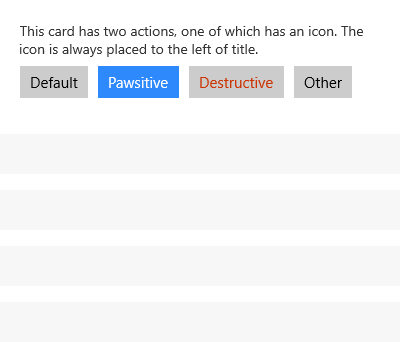 This card has two actions, one of which has an icon. The
icon is always placed to the left of title.
Default Pawsitive Destructive Other